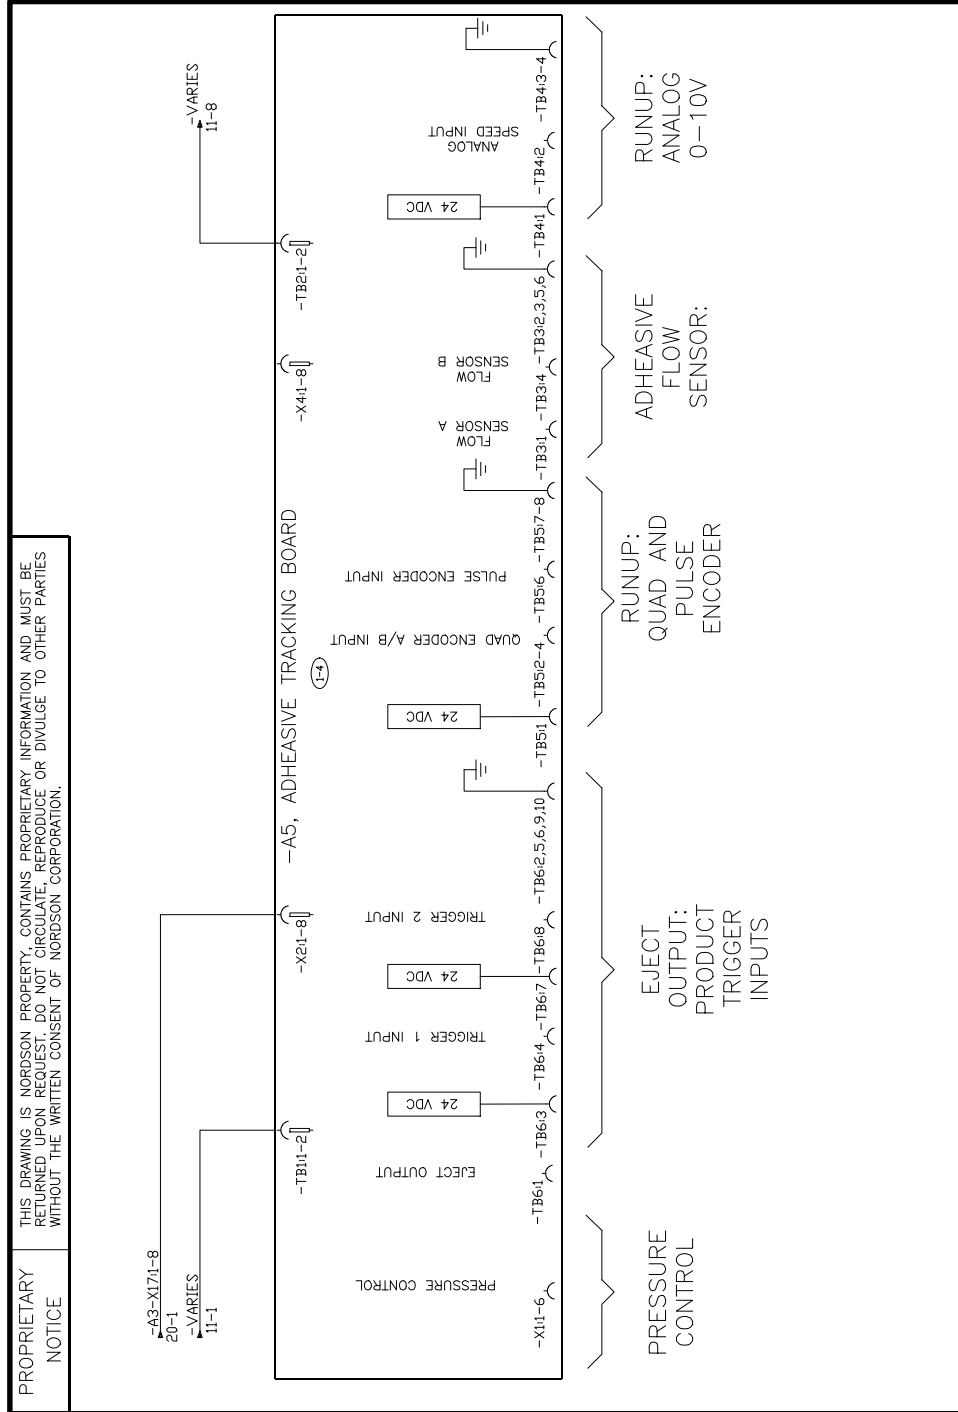 PROPRIETARY
NOTICE
THIS DRAWING IS NORDSON PROPERTY, CONTAINS PROPRIETARY INFORMATION AND MUST BE
RETURNED UPON REQUEST. DO NOT CIRCULATE, REPRODUCE OR DIVULGE TO OTHER PARTIES
WITHOUT THE WRITTEN CONSENT OF NORDSON CORPORATION.
-A3-X17:1-8
20-1
-VARIES
11-1
-VARIES
11-8
-TB1:1-2
-X2:1-8
-X4:1-8
-TB2:1-2
-A5, ADHEASIVE TRACKING BOARD
1-4
PRESSURE CONTROL
EJECT OUTPUT
24 VDC
TRIGGER 1 INPUT
24 VDC
TRIGGER 2 INPUT
24 VDC
QUAD ENCODER A/B INPUT
PULSE ENCODER INPUT
FLOW
SENSOR A
FLOW
SENSOR B
24 VDC
ANALOG
SPEED INPUT
-X1:1-6
-TB6:1
-TB6:3
-TB6:4
-TB6:7
-TB6:8
-TB6:2,5,6,9,10
-TB5:1
-TB5:2-4
-TB5:6
-TB5:7-8
-TB3:1
-TB3:4
-TB3:2,3,5,6
-TB4:1
-TB4:2
-TB4:3-4
PRESSURE
CONTROL
EJECT
OUTPUT:
PRODUCT
TRIGGER
INPUTS
RUNUP:
QUAD AND
PULSE
ENCODER
ADHEASIVE
FLOW
SENSOR:
RUNUP:
ANALOG
0-10V